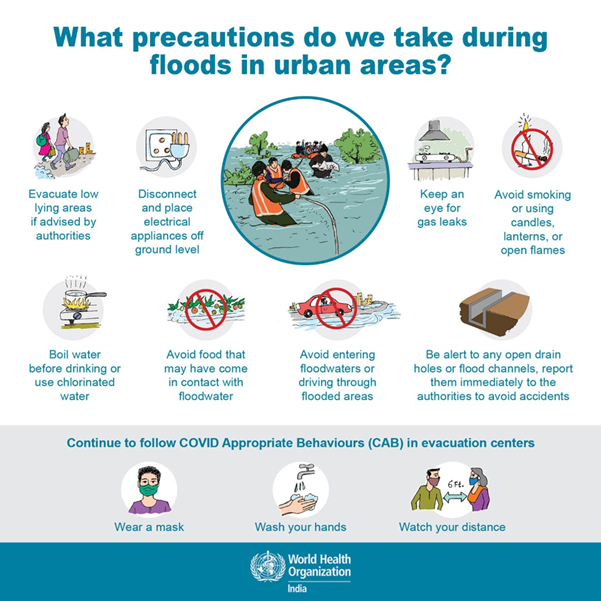 What precautions do we take during
floods in urban areas?
Evacuate low
lying areas
if advised by
authorities
Disconnect
and place
electrical
appliances off
ground level
Keep an
eye for
gas leaks
Avoid smoking
or using
candles,
lanterns, or
open flames
Boil water
before drinking or
use chlorinated
water
Avoid food that
may have come
in contact with
floodwater
Avoid entering
floodwaters or
driving through
flooded areas
Be alert to any open drain
holes or flood channels, report
them immediately to the
authorities to avoid accidents
Continue to follow COVID Appropriate Behaviours (CAB) in evacuation centers
Wear a mask
Wash your hands
6 Ft.
Watch your distance
World Health
Organization
India